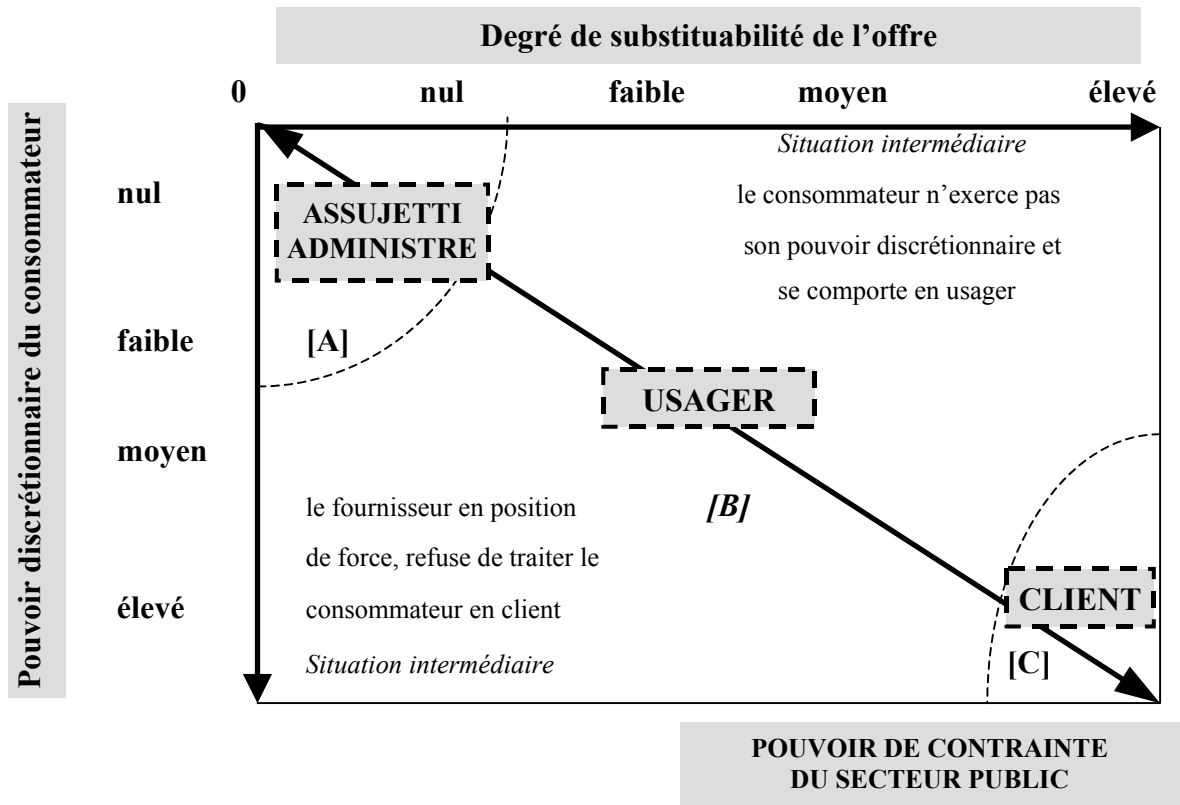 Degré de substituabilité de l’offre
0 nul faible moyen élevé
Pouvoir discrétionnaire du consommateur
nul
faible
moyen
élevé
Situation intermédiaire
le consommateur n’exerce pas
son pouvoir discrétionnaire et
se comporte en usager
ASSUJETTI
ADMINISTRE
[A]
USAGER
[B]
le fournisseur en position
de force, refuse de traiter le
consommateur en client
Situation intermédiaire
CLIENT
[C]
POUVOIR DE CONTRAINTE
DU SECTEUR PUBLIC